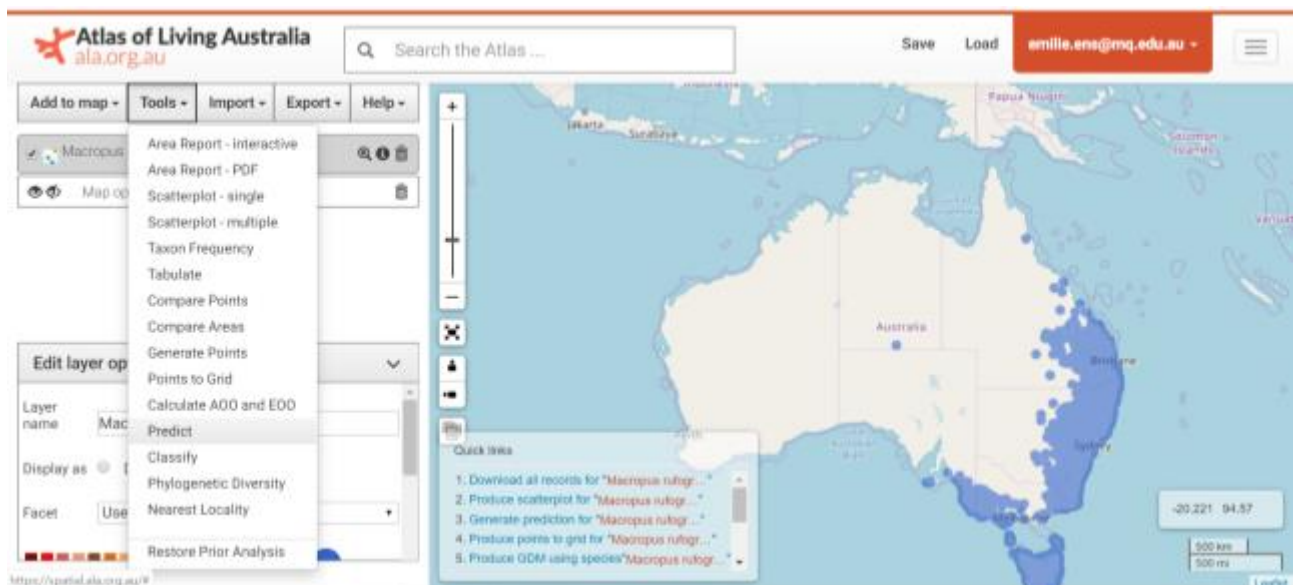 Atlas of Living Australia
ala.org.au
Search the Atlas ...
Save Load emilie.ens@mq.edu.au
Add to map Tools Import Export Help
Macropus
Map op
Area Report - interactive
Area Report - PDF
Scatterplot - single
Scatterplot - multiple
Taxon Frequency
Tabulate
Compare Points
Compare Areas
Generate Points
Points to Grid
Calculate AOO and EOO
Predict
Classify
Phylogenetic Diversity
Nearest Locality
Restore Prior Analysis
Edit layer op
Layer name Mac
Display as
Facet Use
https://spatial.ala.org.au/#
Jakarta
Surabaya
Papua Niugin
Solomon Islands
Australia
Brisbane
Sydney
Perth
Quick links
1. Download all records for "Macropus rufogr..."
2. Produce scatterplot for "Macropus rufogr..."
3. Generate prediction for "Macropus rufogr..."
4. Produce points to grid for "Macropus rufogr..."
5. Produce GDM using species"Macropus rufogr..."
-20.221 94.57
500 km
500 mi
Leaflet